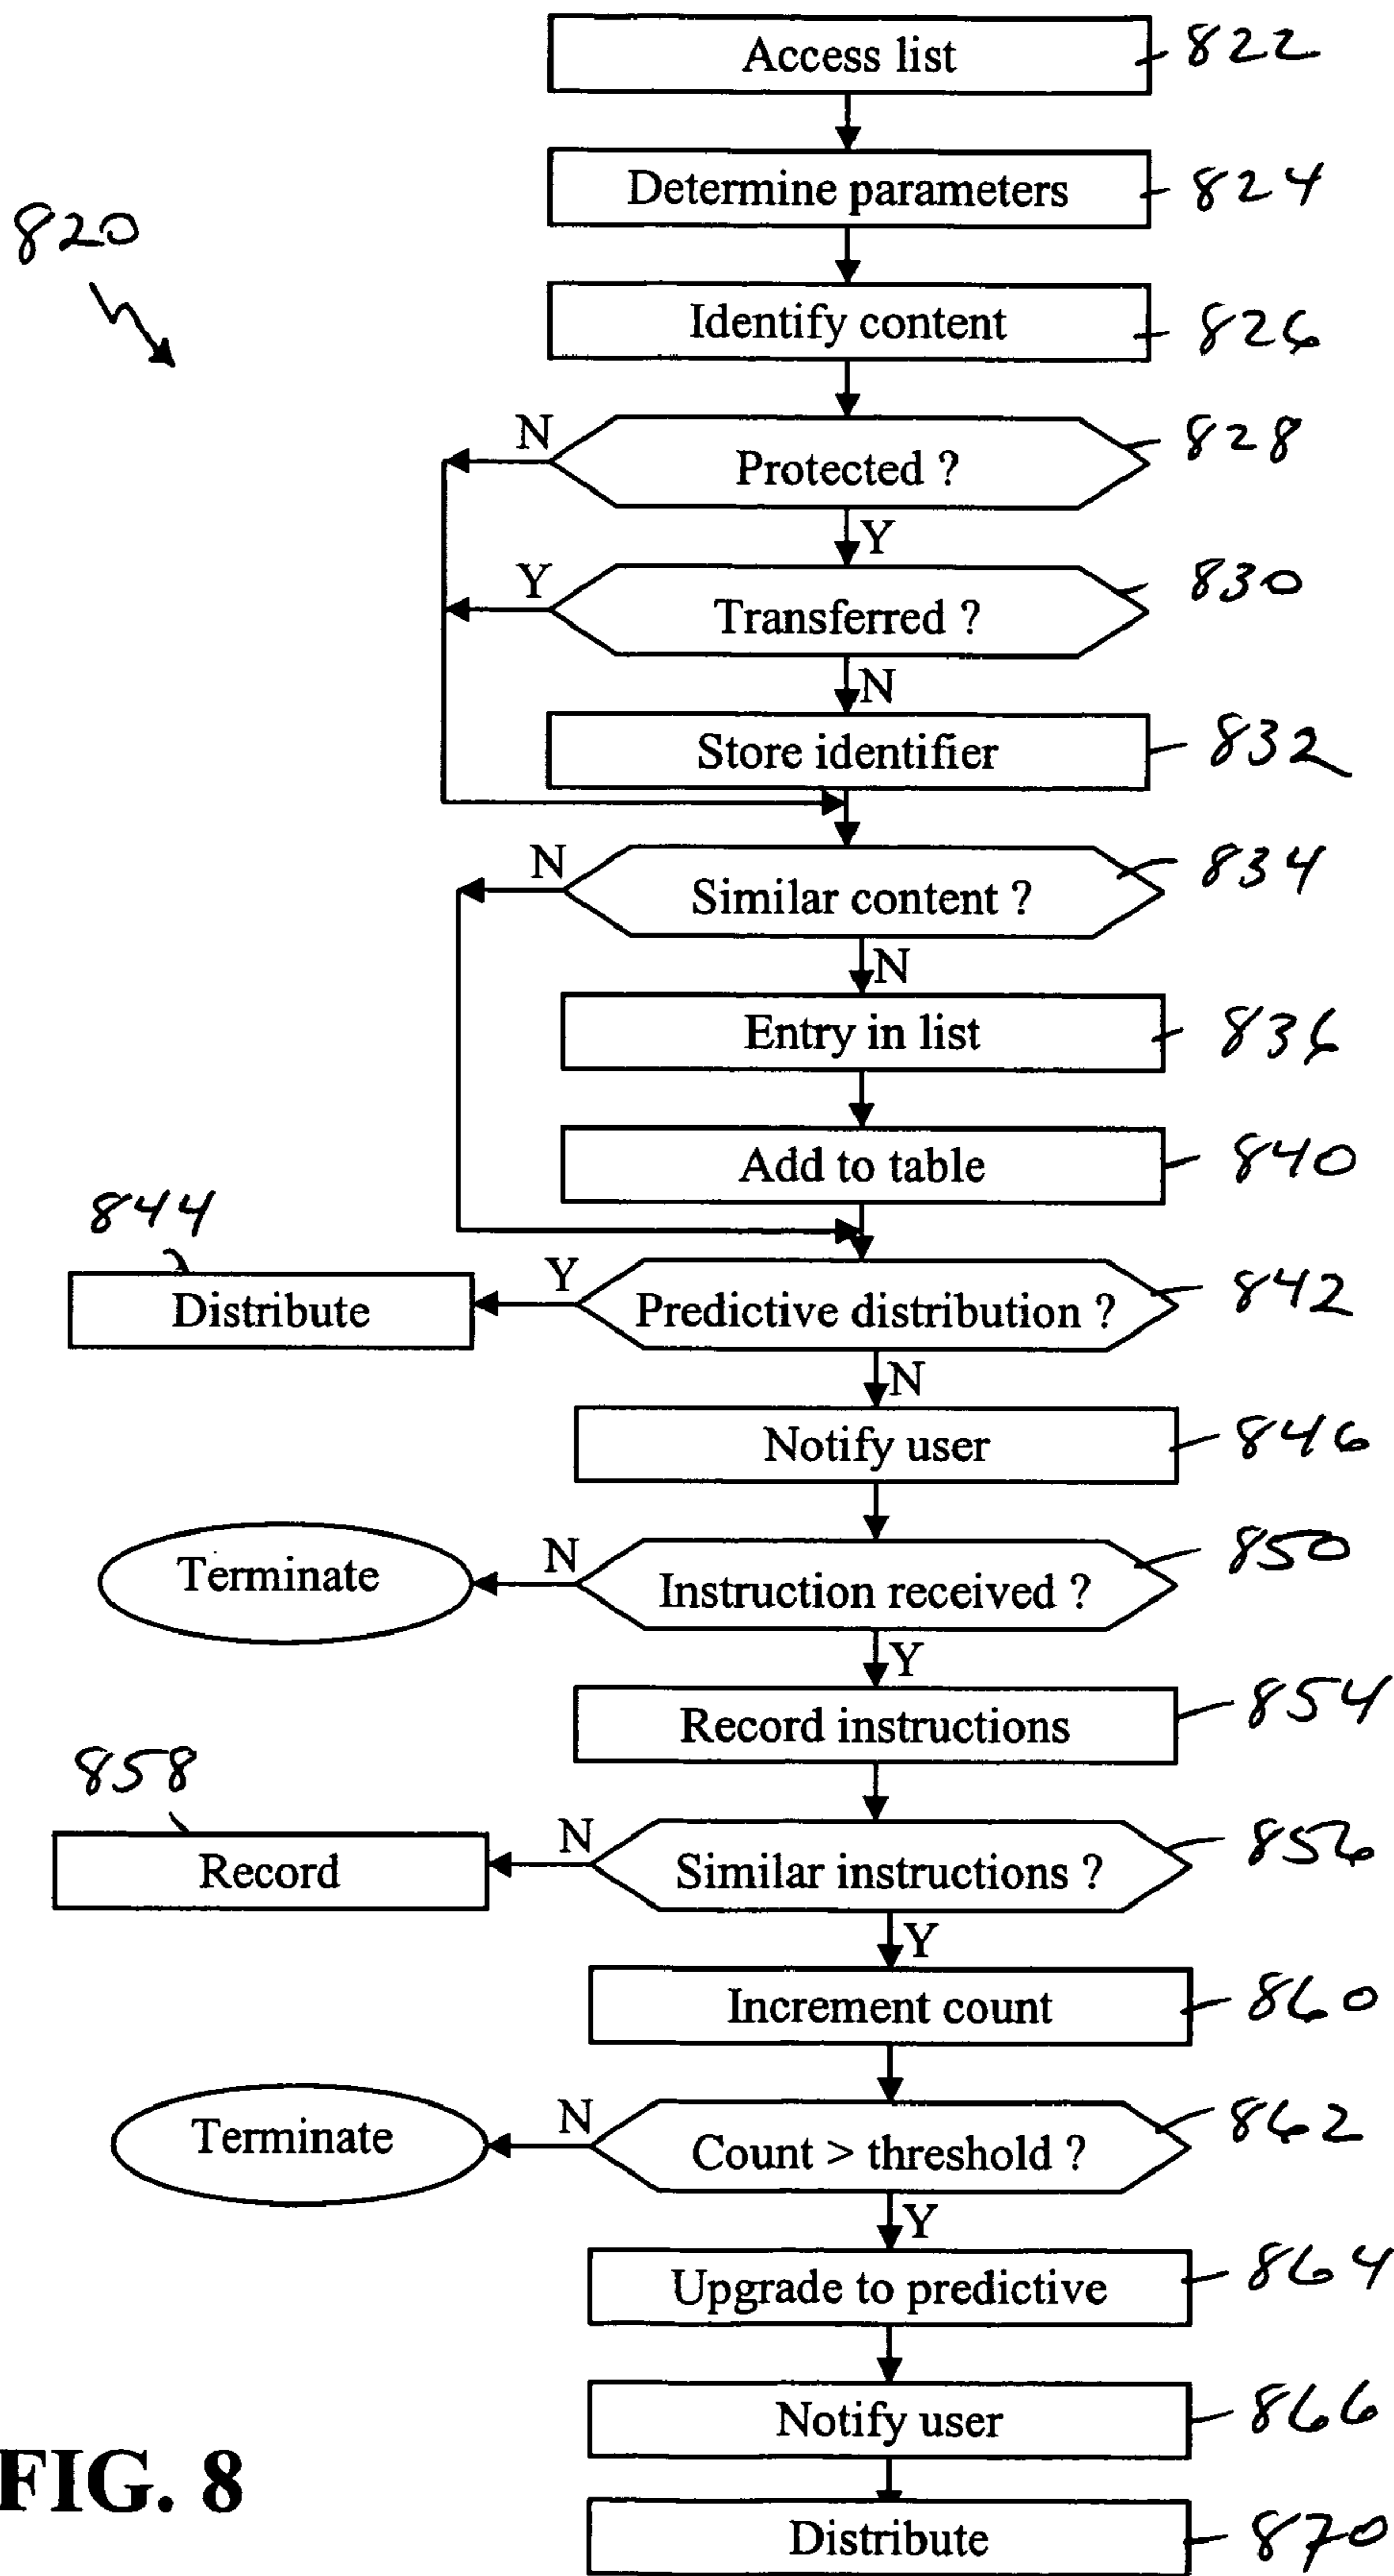 Access list 822
Determine parameters 824
820
Identify content 826
N Protected ? 828
Y
Y Transferred ? 830
N
Store identifier 832
N Similar content ? 834
N
Entry in list 836
Add to table 840
844
Distribute Y Predictive distribution ? 842
N
Notify user 846
Terminate N Instruction received ? 850
Y
Record instructions 854
858
Record N Similar instructions ? 856
Y
Increment count 860
Terminate N Count > threshold ? 862
Y
Upgrade to predictive 864
Notify user 866
FIG. 8
Distribute 870